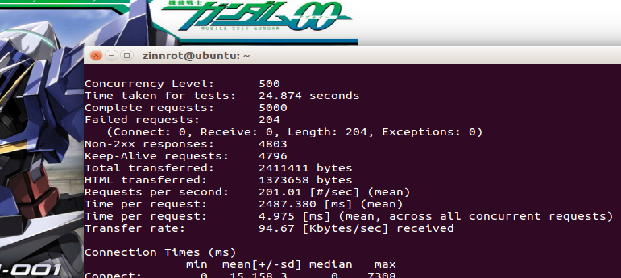 機動戦士
ガンダム00
MOBILE SUIT GUNDAM
zinnrot@ubuntu: ~
Concurrency Level: 500
Time taken for tests: 24.874 seconds
Complete requests: 5000
Failed requests: 204
(Connect: 0, Receive: 0, Length: 204, Exceptions: 0)
Non-2xx responses: 4803
Keep-Alive requests: 4796
Total transferred: 2411411 bytes
HTML transferred: 1373658 bytes
Requests per second: 201.01 [#/sec] (mean)
Time per request: 2487.380 [ms] (mean)
Time per request: 4.975 [ms] (mean, across all concurrent requests)
Transfer rate: 94.67 [Kbytes/sec] received
Connection Times (ms)
min mean[+/-sd] median max
Connect: 0 15 158.3 0 7308
-001